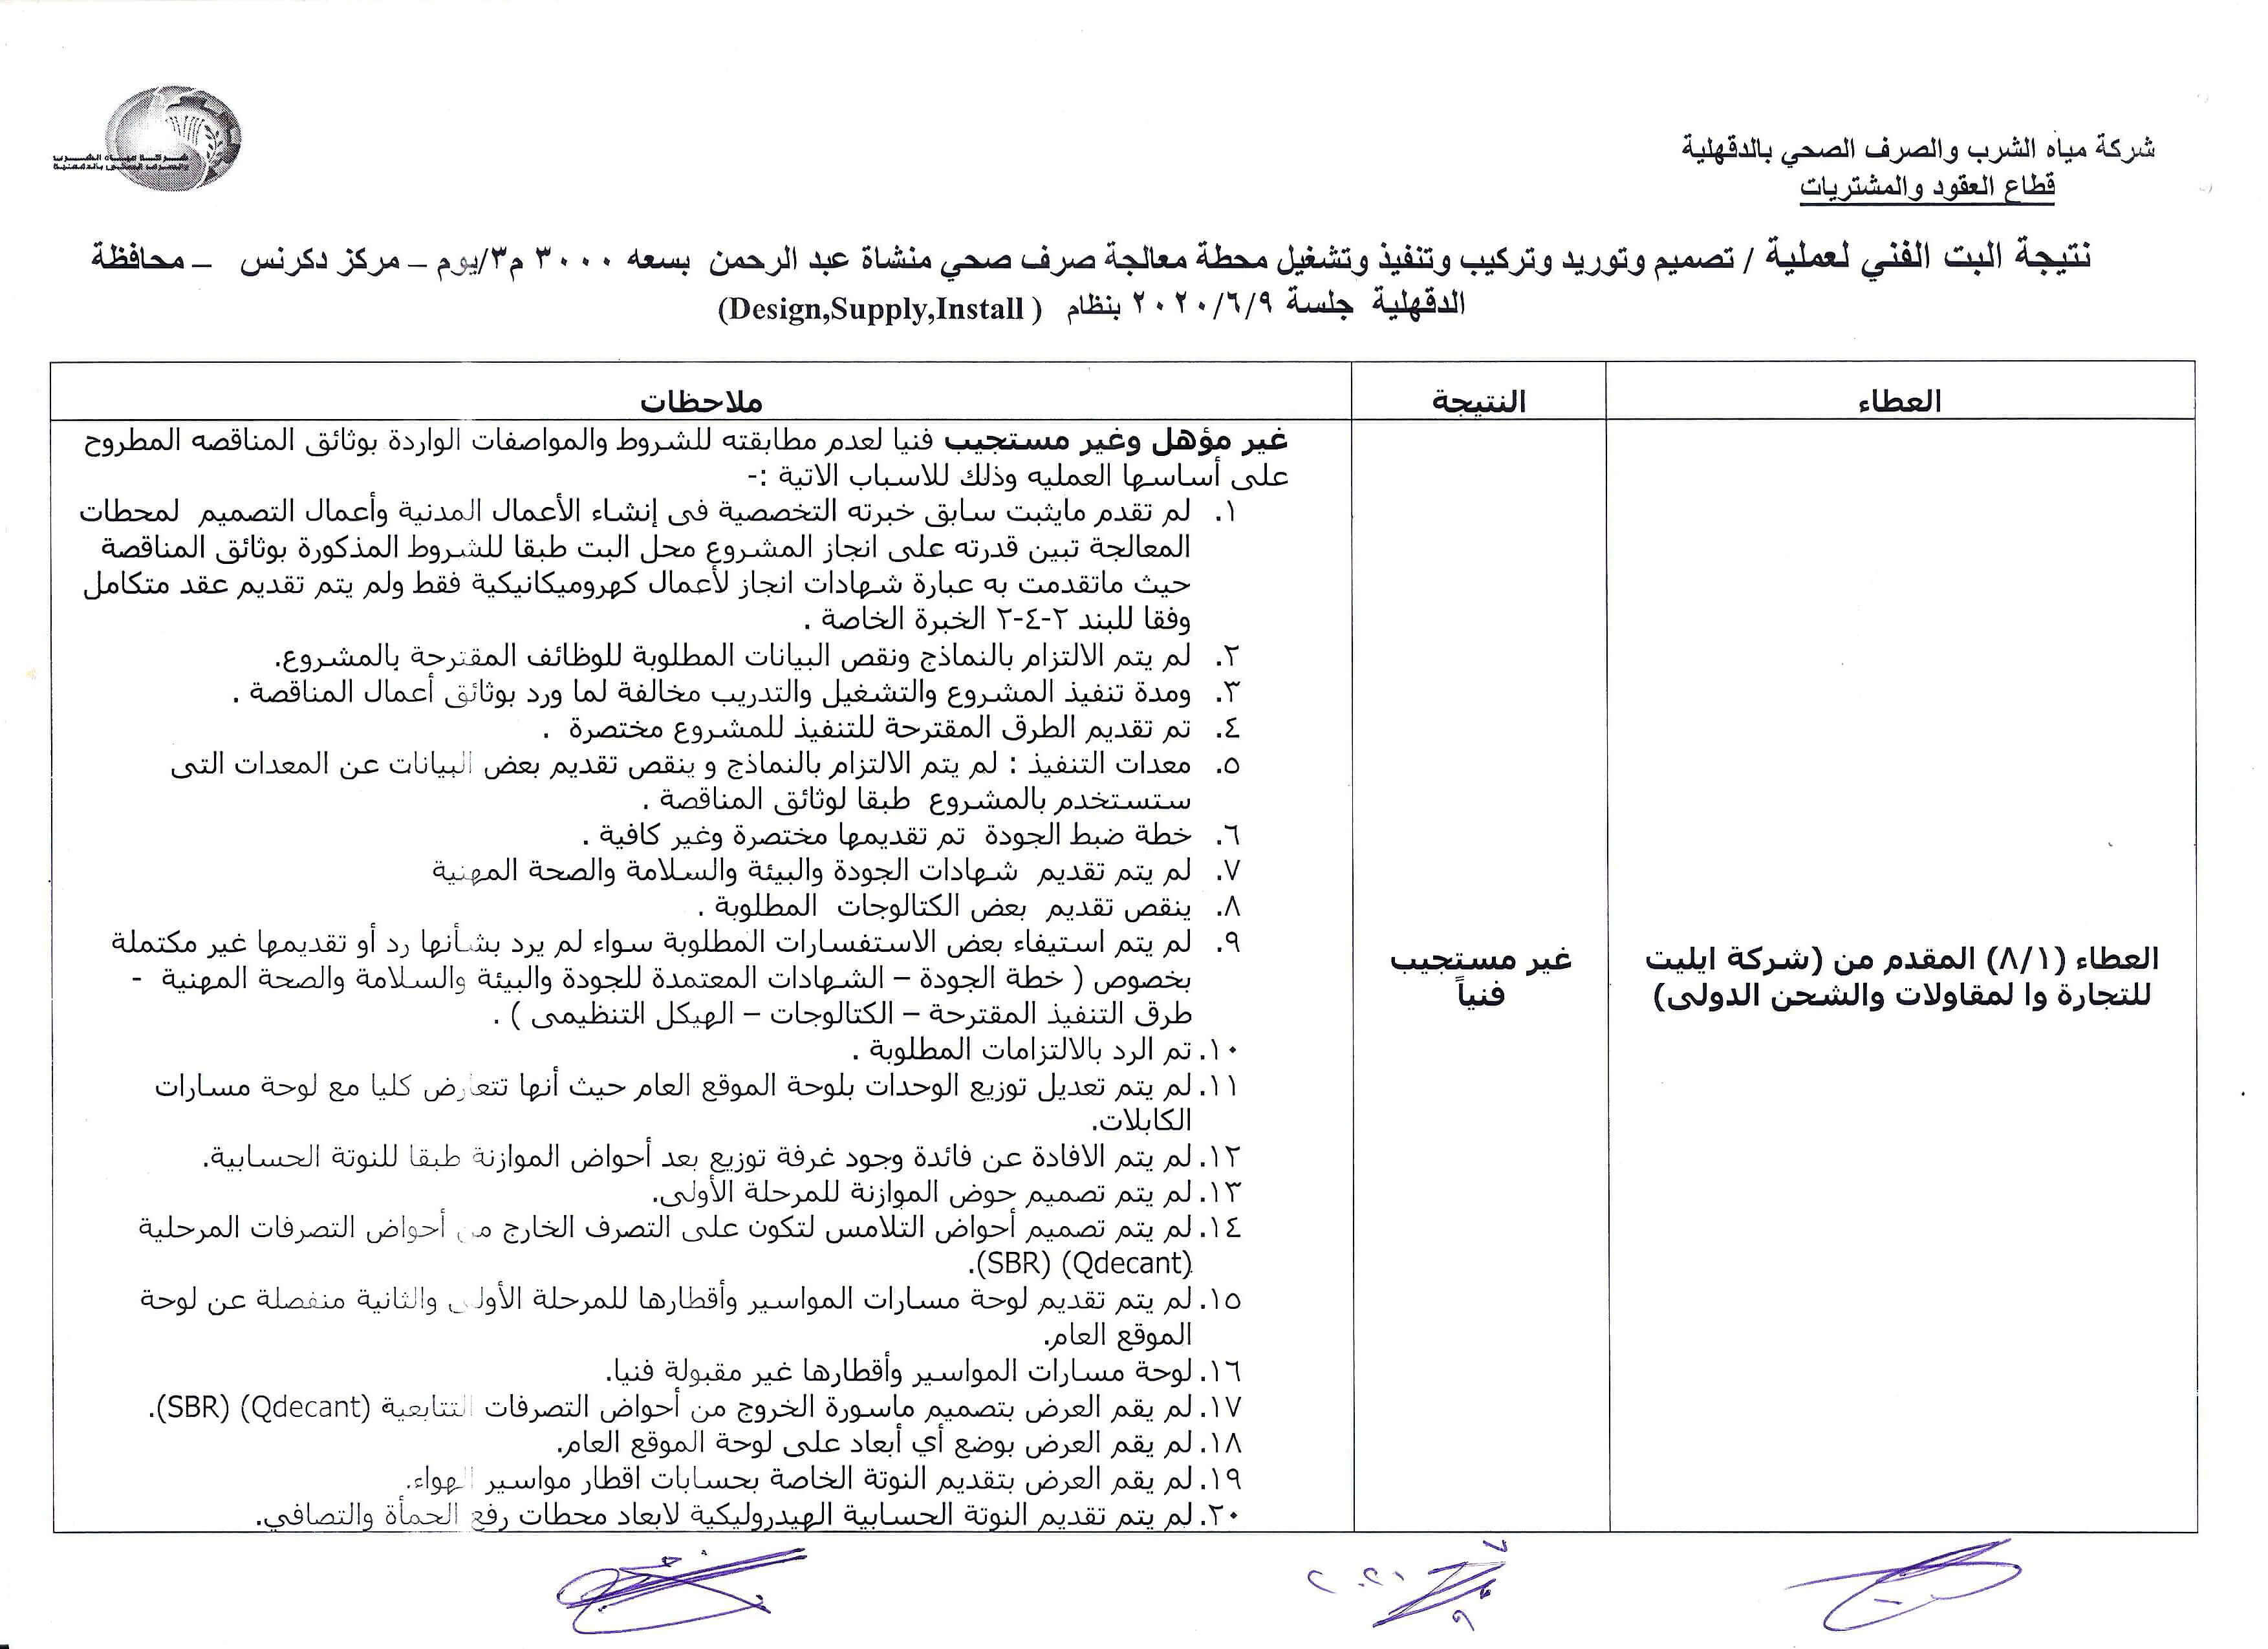 شركة مياه الشرب والصرف الصحي بالدقهلية
قطاع العقود والمشتريات
شركة مياه الشرب
والصرف الصحى بالدقهلية
نتيجة البت الفني لعملية / تصميم وتوريد وتركيب وتنفيذ وتشغيل محطة معالجة صرف صحي منشاة عبد الرحمن بسعه ٣٠٠٠ م٣/يوم – مركز دكرنس – محافظة
الدقهلية جلسة ٢٠٢٠/٦/٩ بنظام (Design,Supply,Install )
العطاء
النتيجة
ملاحظات
العطاء (٨/١) المقدم من (شركة ايليت
للتجارة وا لمقاولات والشحن الدولى)
غير مستجيب
فنياً
غير مؤهل وغير مستجيب فنيا لعدم مطابقته للشروط والمواصفات الواردة بوثائق المناقصه المطروح
على أساسها العمليه وذلك للاسباب الاتية :-
١. لم تقدم مايثبت سابق خبرته التخصصية فى إنشاء الأعمال المدنية وأعمال التصميم لمحطات
المعالجة تبين قدرته على انجاز المشروع محل البت طبقا للشروط المذكورة بوثائق المناقصة
حيث ماتقدمت به عبارة شهادات انجاز لأعمال كهروميكانيكية فقط ولم يتم تقديم عقد متكامل
وفقا للبند ٢-٤-٢ الخبرة الخاصة .
٢. لم يتم الالتزام بالنماذج ونقص البيانات المطلوبة للوظائف المقترحة بالمشروع.
٣. ومدة تنفيذ المشروع والتشغيل والتدريب مخالفة لما ورد بوثائق أعمال المناقصة .
٤. تم تقديم الطرق المقترحة للتنفيذ للمشروع مختصرة .
٥. معدات التنفيذ : لم يتم الالتزام بالنماذج و ينقص تقديم بعض البيانات عن المعدات التى
ستستخدم بالمشروع طبقا لوثائق المناقصة .
٦. خطة ضبط الجودة تم تقديمها مختصرة وغير كافية .
٧. لم يتم تقديم شهادات الجودة والبيئة والسلامة والصحة المهنية
٨. ينقص تقديم بعض الكتالوجات المطلوبة .
٩. لم يتم استيفاء بعض الاستفسارات المطلوبة سواء لم يرد بشأنها رد أو تقديمها غير مكتملة
بخصوص ( خطة الجودة – الشهادات المعتمدة للجودة والبيئة والسلامة والصحة المهنية -
طرق التنفيذ المقترحة – الكتالوجات – الهيكل التنظيمى ) .
١٠. تم الرد بالالتزامات المطلوبة .
١١. لم يتم تعديل توزيع الوحدات بلوحة الموقع العام حيث أنها تتعارض كليا مع لوحة مسارات
الكابلات.
١٢. لم يتم الافادة عن فائدة وجود غرفة توزيع بعد أحواض الموازنة طبقا للنوتة الحسابية.
١٣. لم يتم تصميم حوض الموازنة للمرحلة الأولى.
١٤. لم يتم تصميم أحواض التلامس لتكون على التصرف الخارج من أحواض التصرفات المرحلية
(Qdecant) (SBR).
١٥. لم يتم تقديم لوحة مسارات المواسير وأقطارها للمرحلة الأولى والثانية منفصلة عن لوحة
الموقع العام.
١٦. لوحة مسارات المواسير وأقطارها غير مقبولة فنيا.
١٧. لم يقم العرض بتصميم ماسورة الخروج من أحواض التصرفات التتابعية (Qdecant) (SBR).
١٨. لم يقم العرض بوضع أي أبعاد على لوحة الموقع العام.
١٩. لم يقم العرض بتقديم النوتة الخاصة بحسابات اقطار مواسير الهواء.
٢٠. لم يتم تقديم النوتة الحسابية الهيدروليكية لابعاد محطات رفع الحمأة والتصافي.